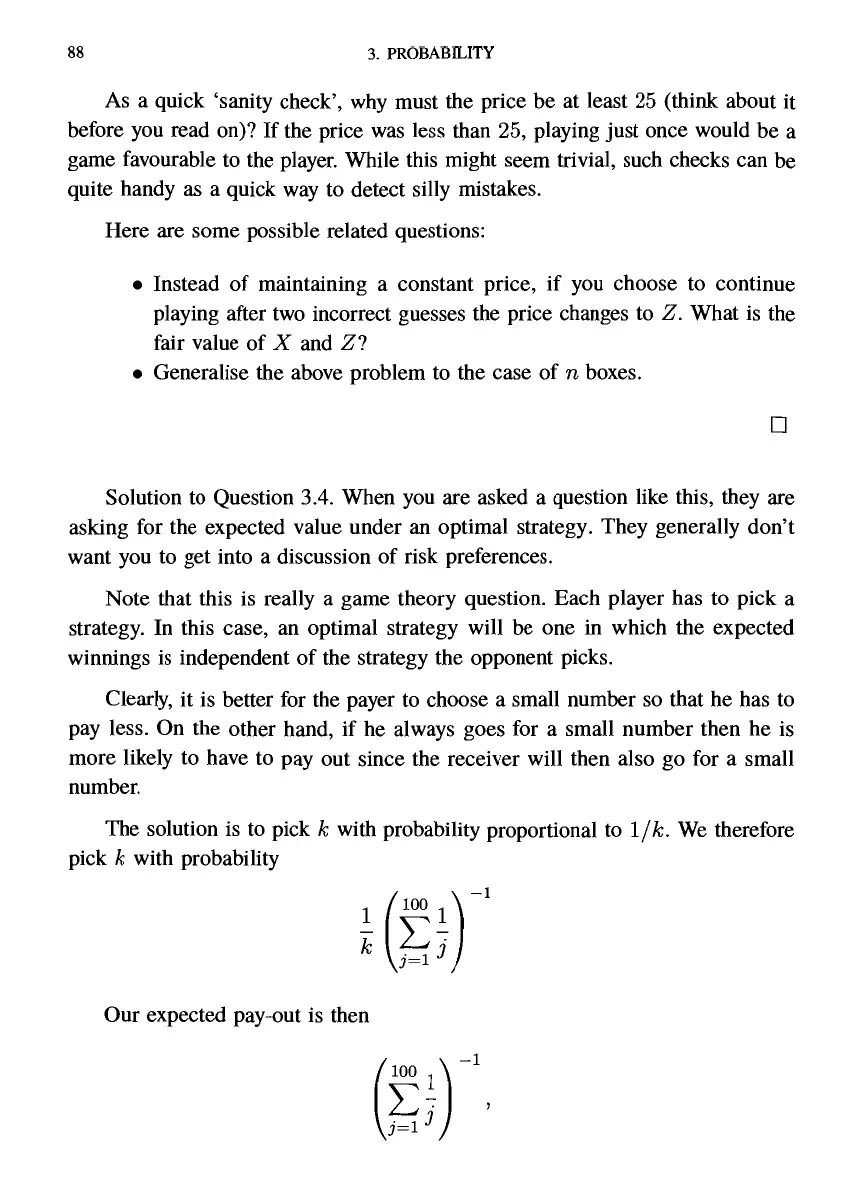 88
3. PROBABILITY
As a quick ‘sanity check’, why must the price be at least 25 (think about it
before you read on)? If the price was less than 25, playing just once would be a
game favourable to the player. While this might seem trivial, such checks can be
quite handy as a quick way to detect silly mistakes.
Here are some possible related questions:
• Instead of maintaining a constant price, if you choose to continue
playing after two incorrect guesses the price changes to Z. What is the
fair value of X and Z?
• Generalise the above problem to the case of n boxes.
□
Solution to Question 3.4. When you are asked a question like this, they are
asking for the expected value under an optimal strategy. They generally don’t
want you to get into a discussion of risk preferences.
Note that this is really a game theory question. Each player has to pick a
strategy. In this case, an optimal strategy will be one in which the expected
winnings is independent of the strategy the opponent picks.
Clearly, it is better for the payer to choose a small number so that he has to
pay less. On the other hand, if he always goes for a small number then he is
more likely to have to pay out since the receiver will then also go for a small
number.
The solution is to pick k with probability proportional to 1/k. We therefore
pick k with probability
\frac{1}{k} \left( \sum_{j=1}^{100} \frac{1}{j} \right)^{-1}
Our expected pay-out is then
\left( \sum_{j=1}^{100} \frac{1}{j} \right)^{-1},